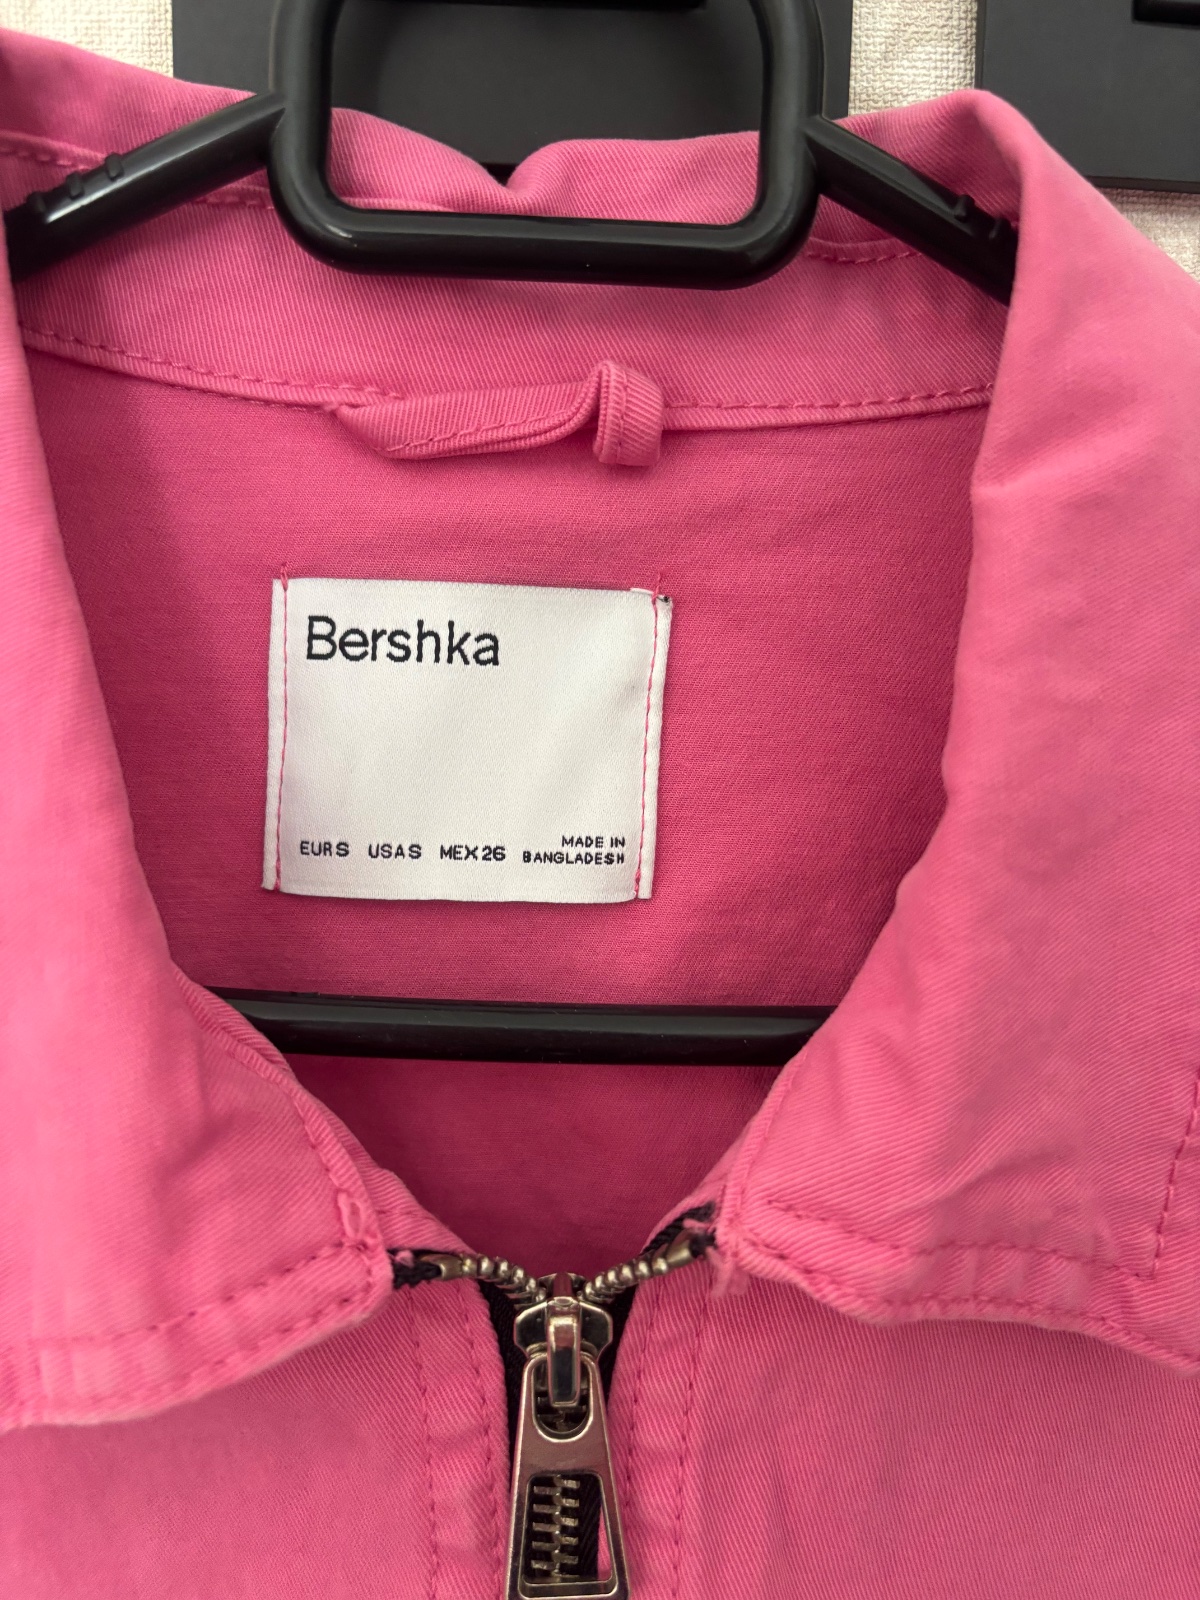 Bershka
EUR S USA S MEX 26 MADE IN
BANGLADESH